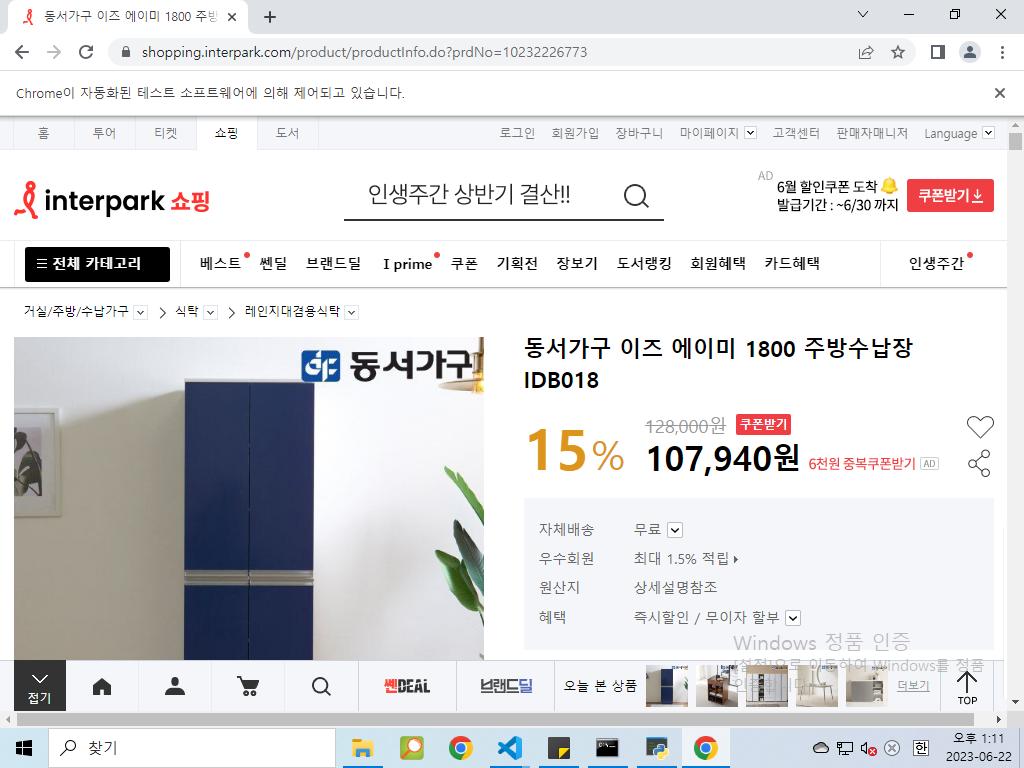 동서가구 이즈 에이미 1800 주방
shopping.interpark.com/product/productInfo.do?prdNo=10232226773
Chrome이 자동화된 테스트 소프트웨어에 의해 제어되고 있습니다.
홈 투어 티켓 쇼핑 도서 로그인 회원가입 장바구니 마이페이지 고객센터 판매자매니저 Language
interpark 쇼핑
인생주간 상반기 결산!!
AD
6월 할인쿠폰 도착
발급기간 : ~6/30 까지
쿠폰받기
전체 카테고리 베스트 쎈딜 브랜드딜 I prime 쿠폰 기획전 장보기 도서랭킹 회원혜택 카드혜택 인생주간
거실/주방/수납가구 식탁 레인지대겸용식탁
동서가구
동서가구 이즈 에이미 1800 주방수납장
IDB018
15%
128,000원 쿠폰받기
107,940원 6천원 중복쿠폰받기 AD
자체배송 무료
우수회원 최대 1.5% 적립
원산지 상세설명참조
혜택 즉시할인 / 무이자 할부
Windows 정품 인증
[설정]으로 이동하여 Windows를 정품
인증합니다.
접기
쎈DEAL
브랜드딜
오늘 본 상품
더보기
TOP
찾기
한
오후 1:11
2023-06-22